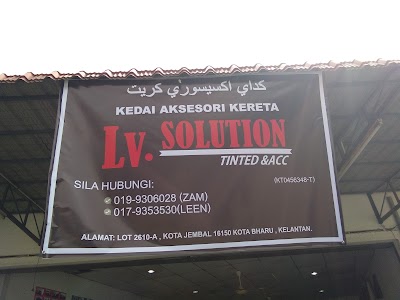 كداي اكسيسوري كريت
KEDAI AKSESORI KERETA
Lv. SOLUTION
TINTED &ACC
SILA HUBUNGI:
(KT0456348-T)
019-9306028 (ZAM)
017-9353530(LEEN)
ALAMAT: LOT 2610-A , KOTA JEMBAL 16150 KOTA BHARU , KELANTAN.